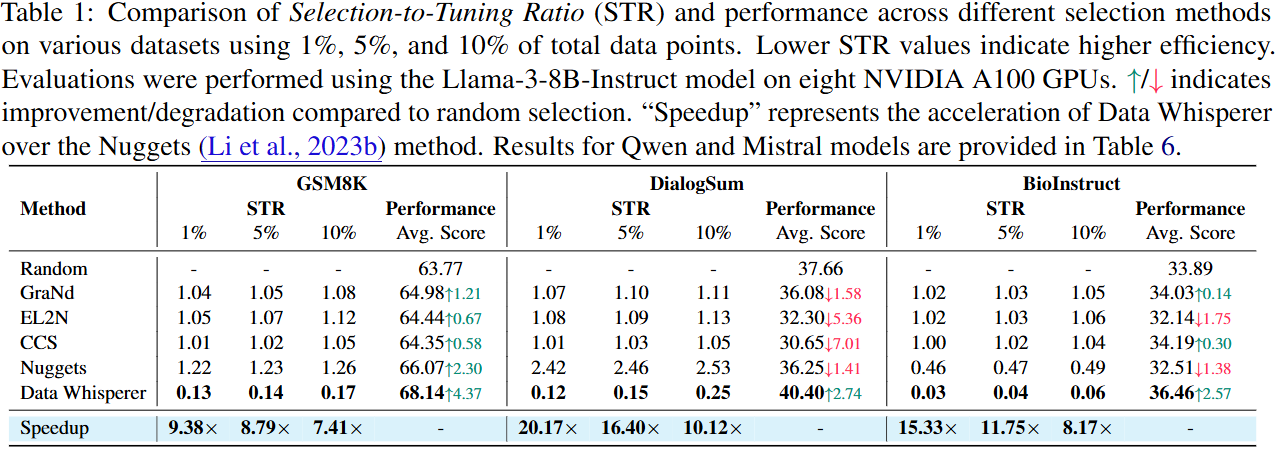 Table 1: Comparison of Selection-to-Tuning Ratio (STR) and performance across different selection methods
on various datasets using 1%, 5%, and 10% of total data points. Lower STR values indicate higher efficiency.
Evaluations were performed using the Llama-3-8B-Instruct model on eight NVIDIA A100 GPUs. ↑/↓ indicates
improvement/degradation compared to random selection. “Speedup” represents the acceleration of Data Whisperer
over the Nuggets (Li et al., 2023b) method. Results for Qwen and Mistral models are provided in Table 6.
GSM8K DialogSum BioInstruct
Method STR Performance STR Performance STR Performance
1% 5% 10% Avg. Score 1% 5% 10% Avg. Score 1% 5% 10% Avg. Score
Random - - - 63.77 - - - 37.66 - - - 33.89
GraNd 1.04 1.05 1.08 64.98↑1.21 1.07 1.10 1.11 36.08↓1.58 1.02 1.03 1.05 34.03↑0.14
EL2N 1.05 1.07 1.12 64.44↑0.67 1.08 1.09 1.13 32.30↓5.36 1.02 1.03 1.06 32.14↓1.75
CCS 1.01 1.02 1.05 64.35↑0.58 1.01 1.03 1.05 30.65↓7.01 1.00 1.02 1.04 34.19↑0.30
Nuggets 1.22 1.23 1.26 66.07↑2.30 2.42 2.46 2.53 36.25↓1.41 0.46 0.47 0.49 32.51↓1.38
Data Whisperer 0.13 0.14 0.17 68.14↑4.37 0.12 0.15 0.25 40.40↑2.74 0.03 0.04 0.06 36.46↑2.57
Speedup 9.38× 8.79× 7.41× - 20.17× 16.40× 10.12× - 15.33× 11.75× 8.17× -